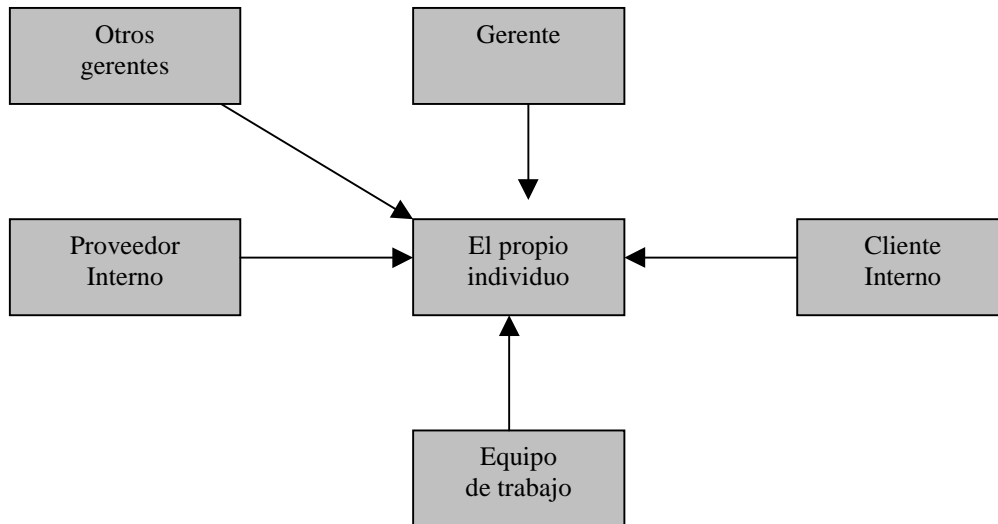 Otros
gerentes
Gerente
Proveedor
Interno
El propio
individuo
Cliente
Interno
Equipo
de trabajo